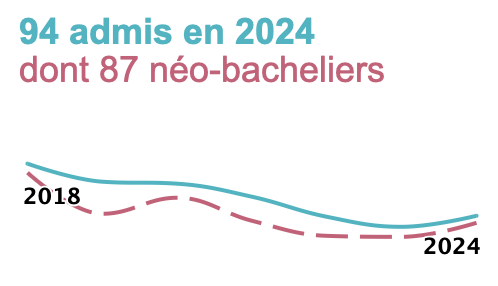 94 admis en 2024
dont 87 néo-bacheliers
2018
2024